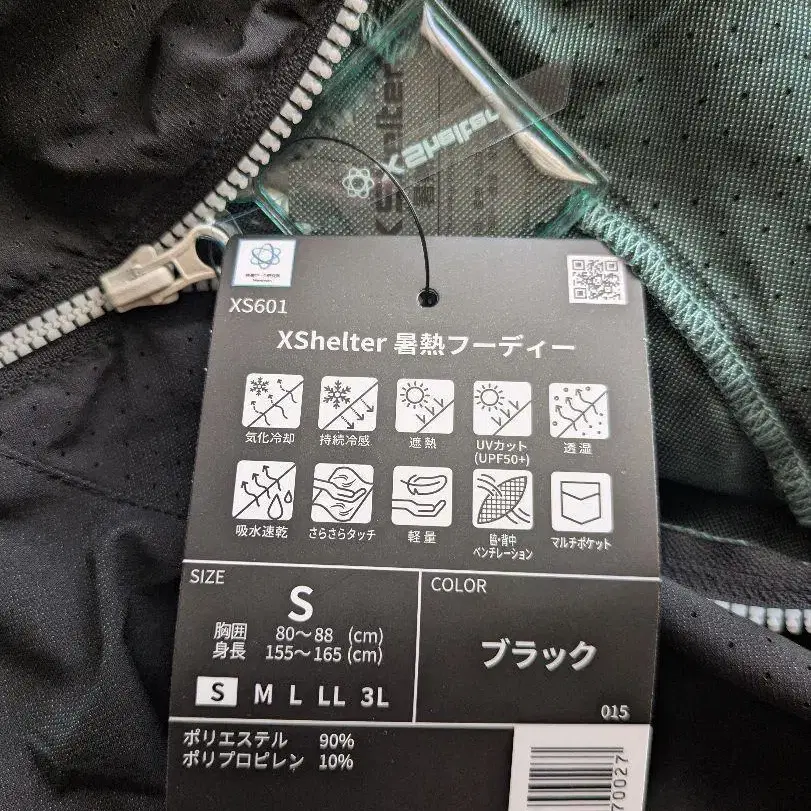 XShelter
XShelter
XS601
XShelter 暑熱フーディー
気化冷却
持続冷感
遮熱
UVカット
(UPF50+)
透湿
吸水速乾
さらさらタッチ
軽量
脇・背中
ベンチレーション
マルチポケット
SIZE
S
胸囲 80〜88 (cm)
身長 155〜165 (cm)
S M L LL 3L
COLOR
ブラック
015
ポリエステル 90%
ポリプロピレン 10%
70027